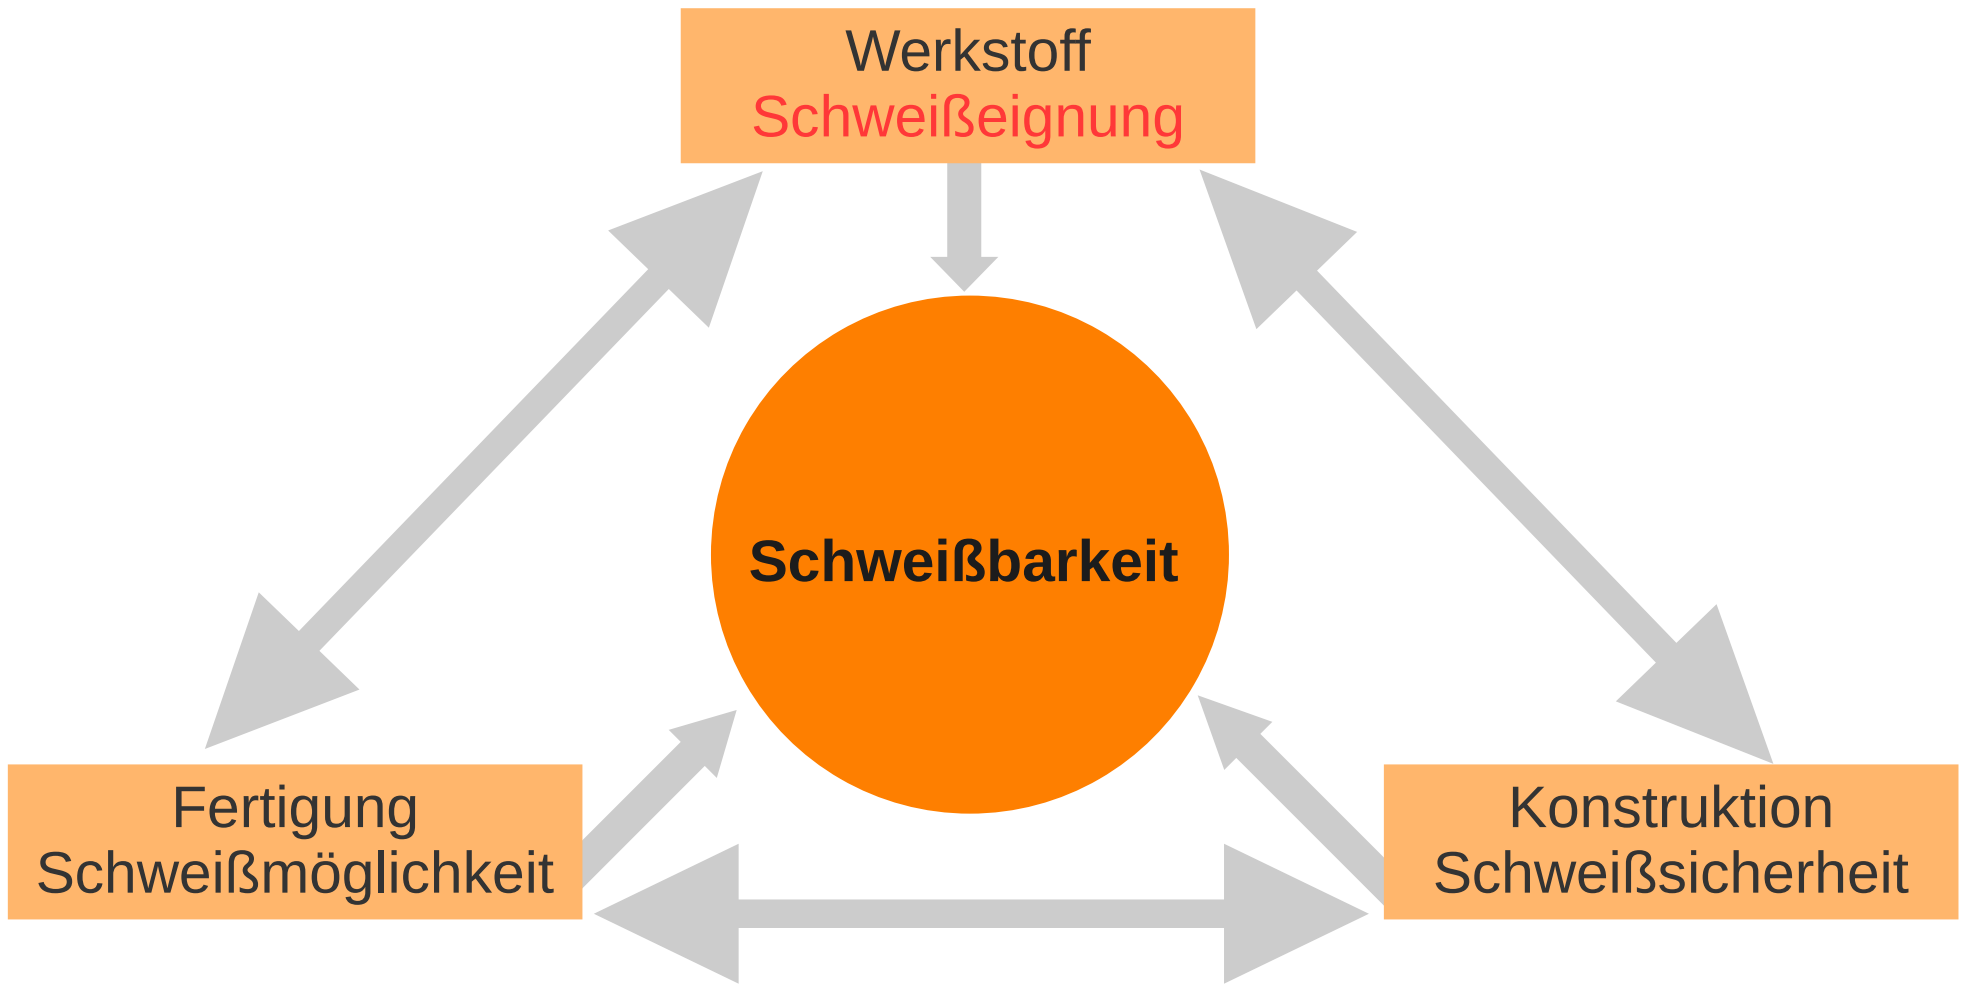 Werkstoff
Schweißeignung
Schweißbarkeit
Fertigung
Schweißmöglichkeit
Konstruktion
Schweißsicherheit